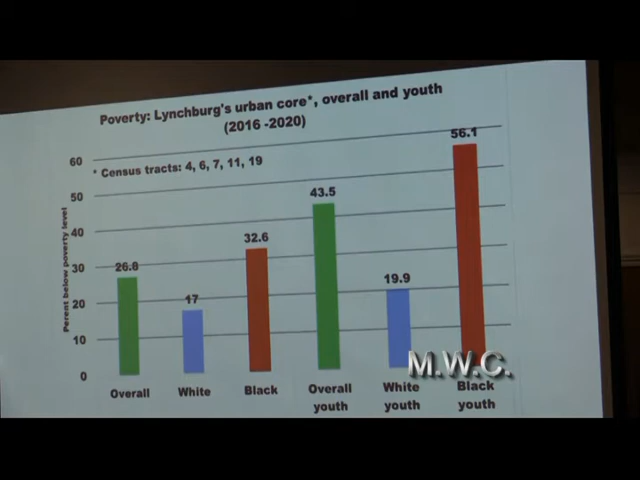 Poverty: Lynchburg's urban core*, overall and youth
(2016 -2020)
* Census tracts: 4, 6, 7, 11, 19
Perent below poverty level
60
50
40
30
20
10
0
26.8
17
32.6
43.5
19.9
56.1
Overall
White
Black
Overall youth
White youth
Black youth
M.W.C.